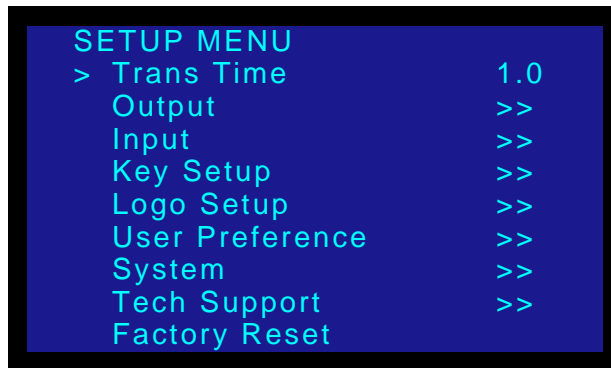 SETUP MENU
> Trans Time 1.0
Output >>
Input >>
Key Setup >>
Logo Setup >>
User Preference >>
System >>
Tech Support >>
Factory Reset